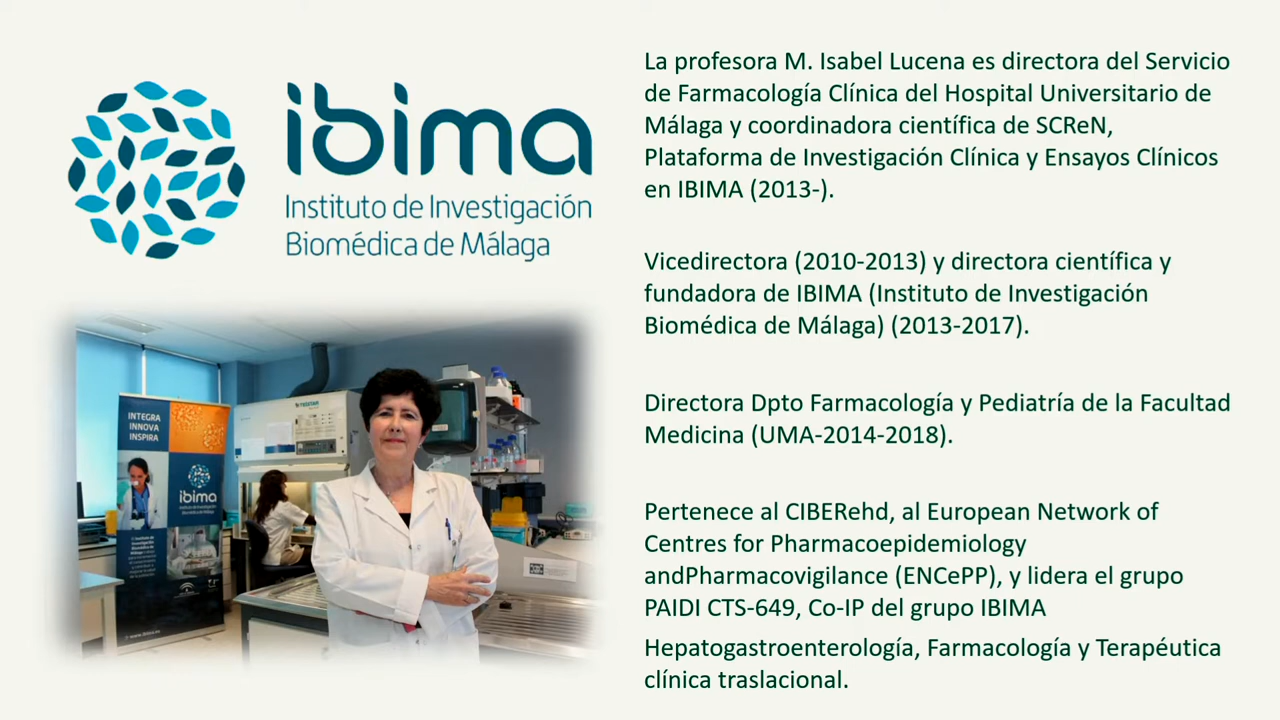 ibima
Instituto de Investigación
Biomédica de Málaga
INTEGRA
INNOVA
INSPIRA
ibima
La profesora M. Isabel Lucena es directora del Servicio
de Farmacología Clínica del Hospital Universitario de
Málaga y coordinadora científica de SCReN,
Plataforma de Investigación Clínica y Ensayos Clínicos
en IBIMA (2013-).
Vicedirectora (2010-2013) y directora científica y
fundadora de IBIMA (Instituto de Investigación
Biomédica de Málaga) (2013-2017).
Directora Dpto Farmacología y Pediatría de la Facultad
Medicina (UMA-2014-2018).
Pertenece al CIBERehd, al European Network of
Centres for Pharmacoepidemiology
andPharmacovigilance (ENCePP), y lidera el grupo
PAIDI CTS-649, Co-IP del grupo IBIMA
Hepatogastroenterología, Farmacología y Terapéutica
clínica traslacional.